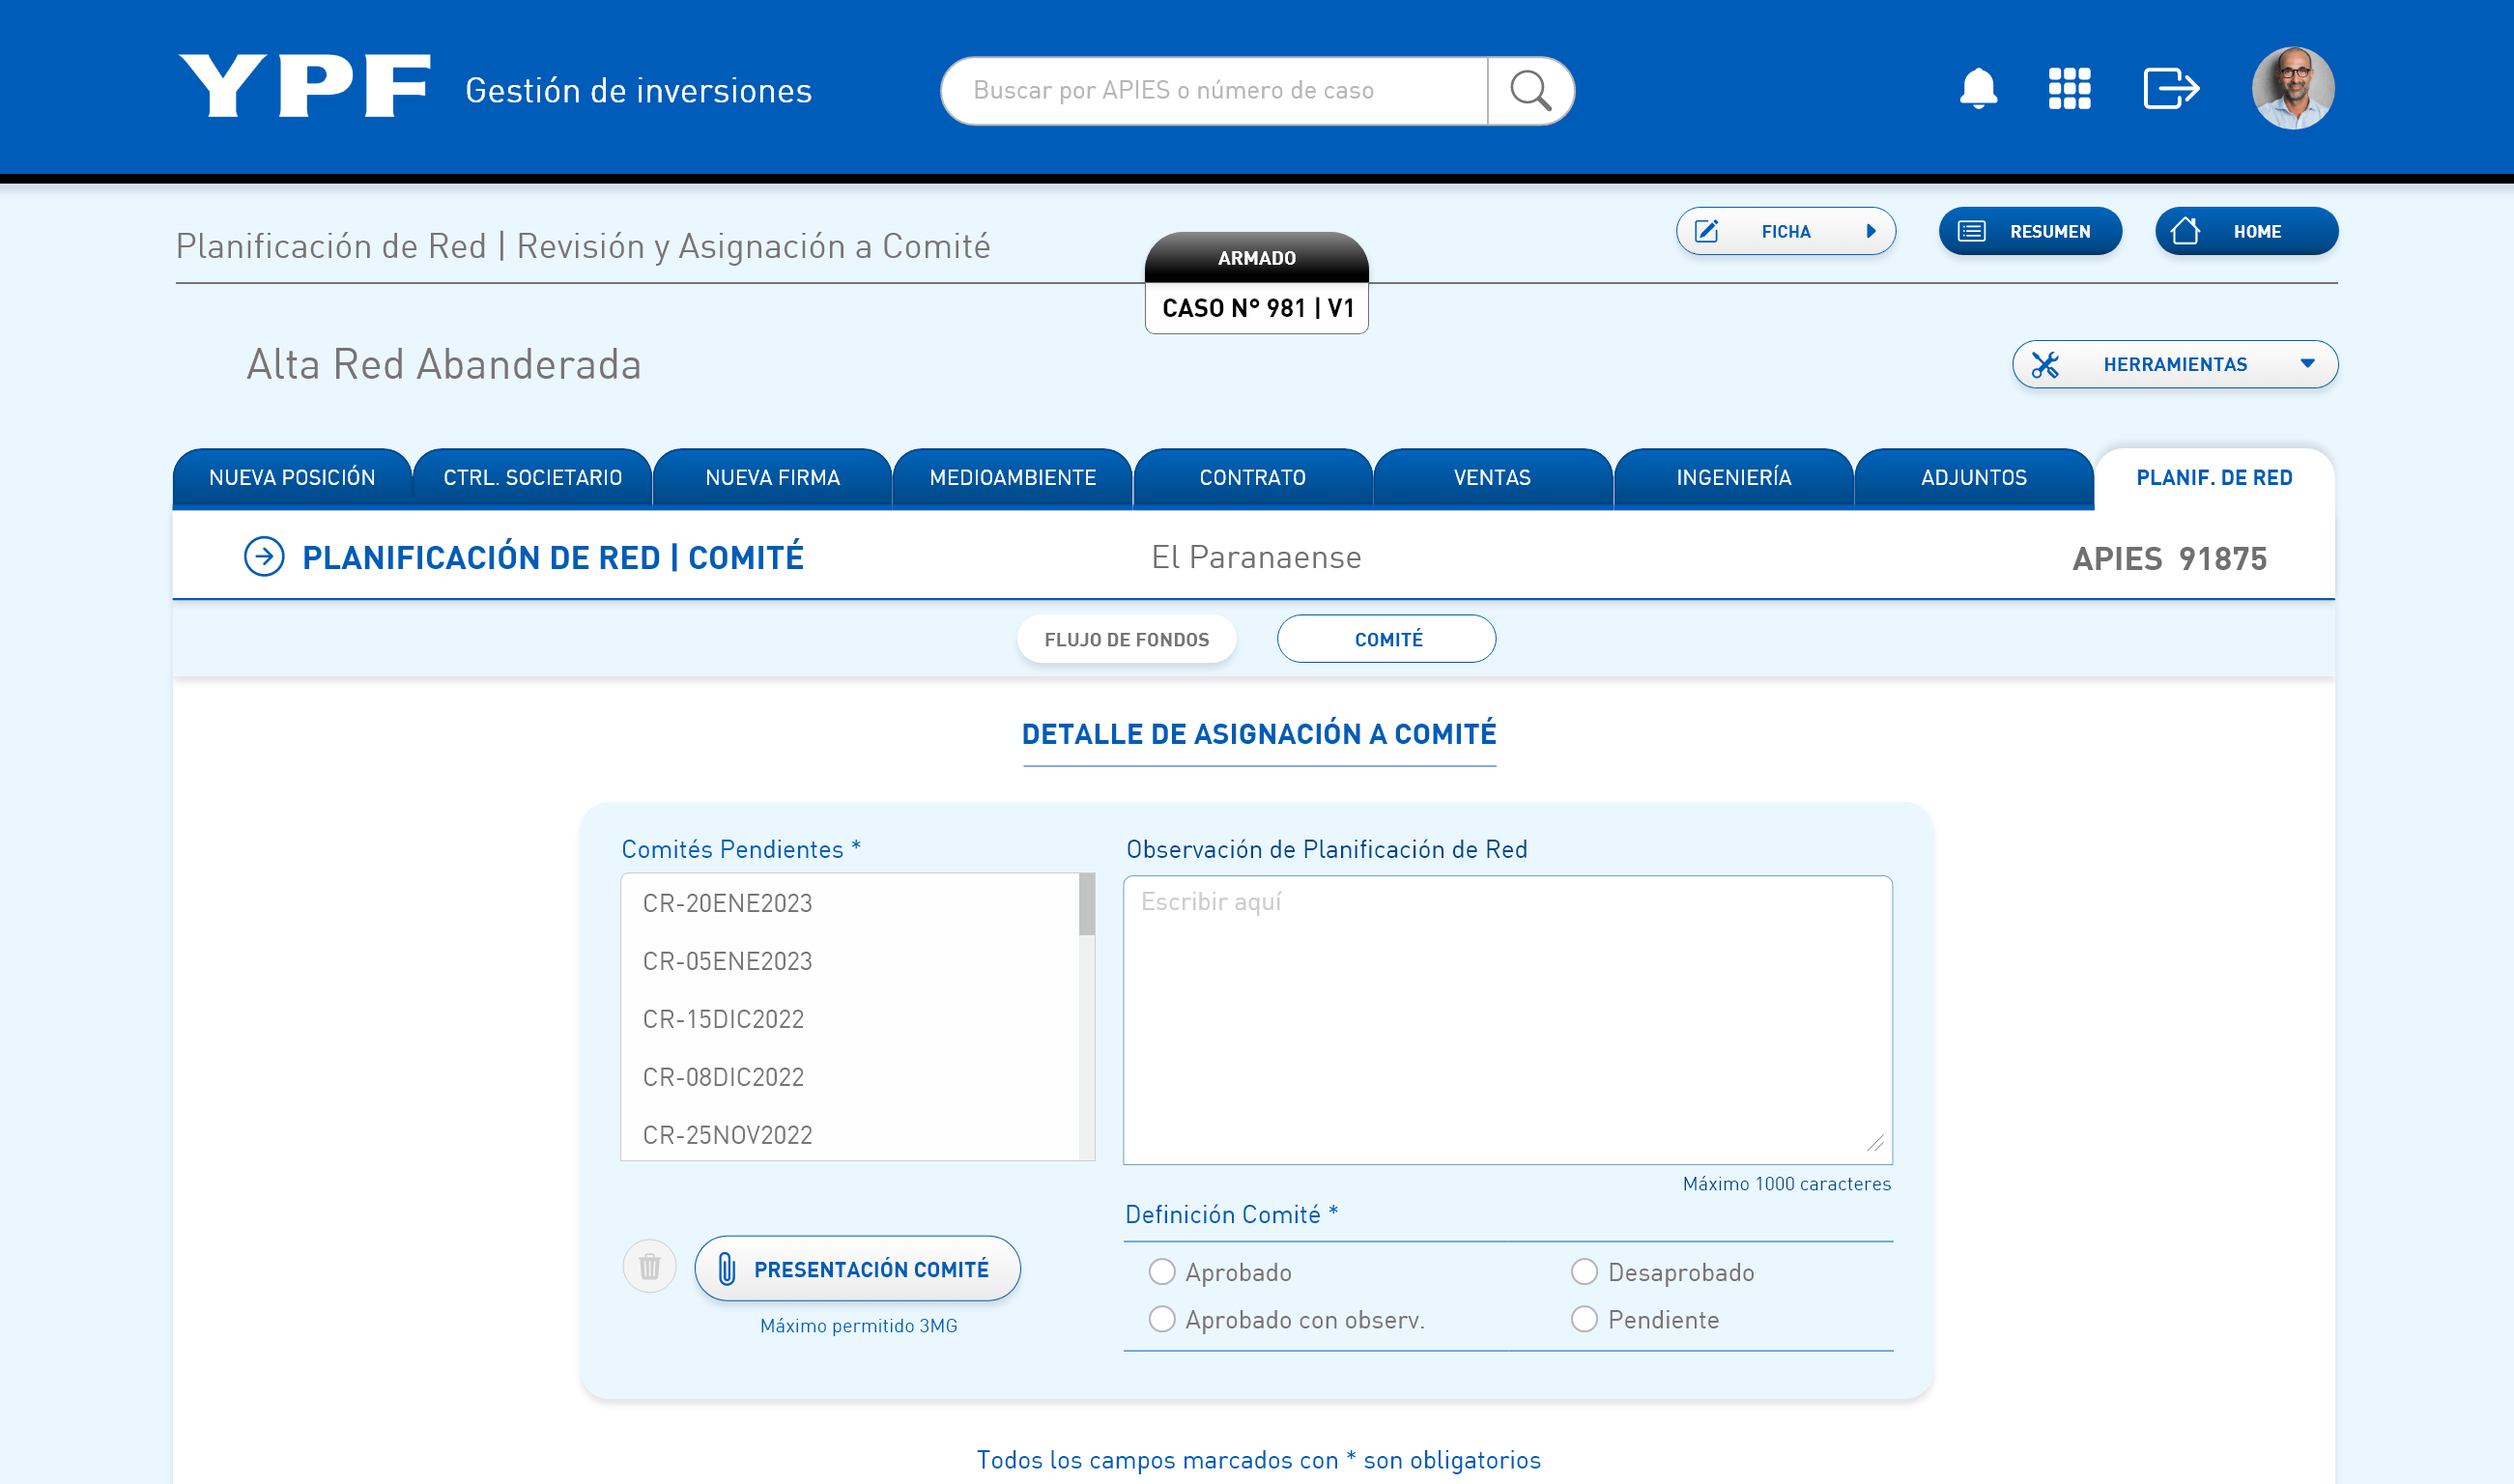 YPF Gestión de inversiones
Buscar por APIES o número de caso
Planificación de Red | Revisión y Asignación a Comité
ARMADO
CASO N° 981 | V1
FICHA
RESUMEN
HOME
Alta Red Abanderada
HERRAMIENTAS
NUEVA POSICIÓN
CTRL. SOCIETARIO
NUEVA FIRMA
MEDIOAMBIENTE
CONTRATO
VENTAS
INGENIERÍA
ADJUNTOS
PLANIF. DE RED
PLANIFICACIÓN DE RED | COMITÉ
El Paranaense
APIES 91875
FLUJO DE FONDOS
COMITÉ
DETALLE DE ASIGNACIÓN A COMITÉ
Comités Pendientes *
CR-20ENE2023
CR-05ENE2023
CR-15DIC2022
CR-08DIC2022
CR-25NOV2022
Observación de Planificación de Red
Escribir aquí
Máximo 1000 caracteres
PRESENTACIÓN COMITÉ
Máximo permitido 3MG
Definición Comité *
Aprobado
Desaprobado
Aprobado con observ.
Pendiente
Todos los campos marcados con * son obligatorios